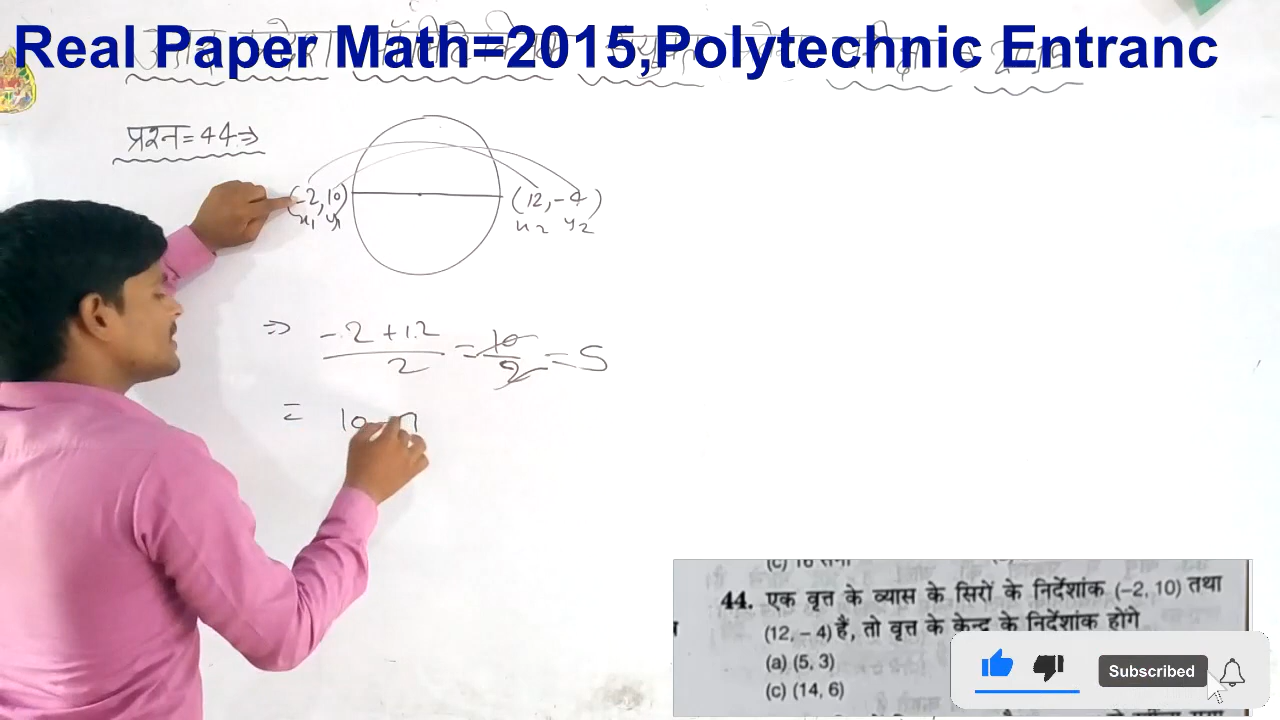 Real Paper Math=2015,Polytechnic Entranc
प्रश्न=44⇒
(-2,10) (12,-4)
x₁ y₁ x₂ y₂
⇒ -2+12/2 = 10/2 = 5
= 10-
44. एक वृत्त के व्यास के सिरों के निर्देशांक (−2, 10) तथा
(12, − 4) हैं, तो वृत्त के केन्द्र के निर्देशांक होंगे
(a) (5, 3)
(c) (14, 6)
Subscribed